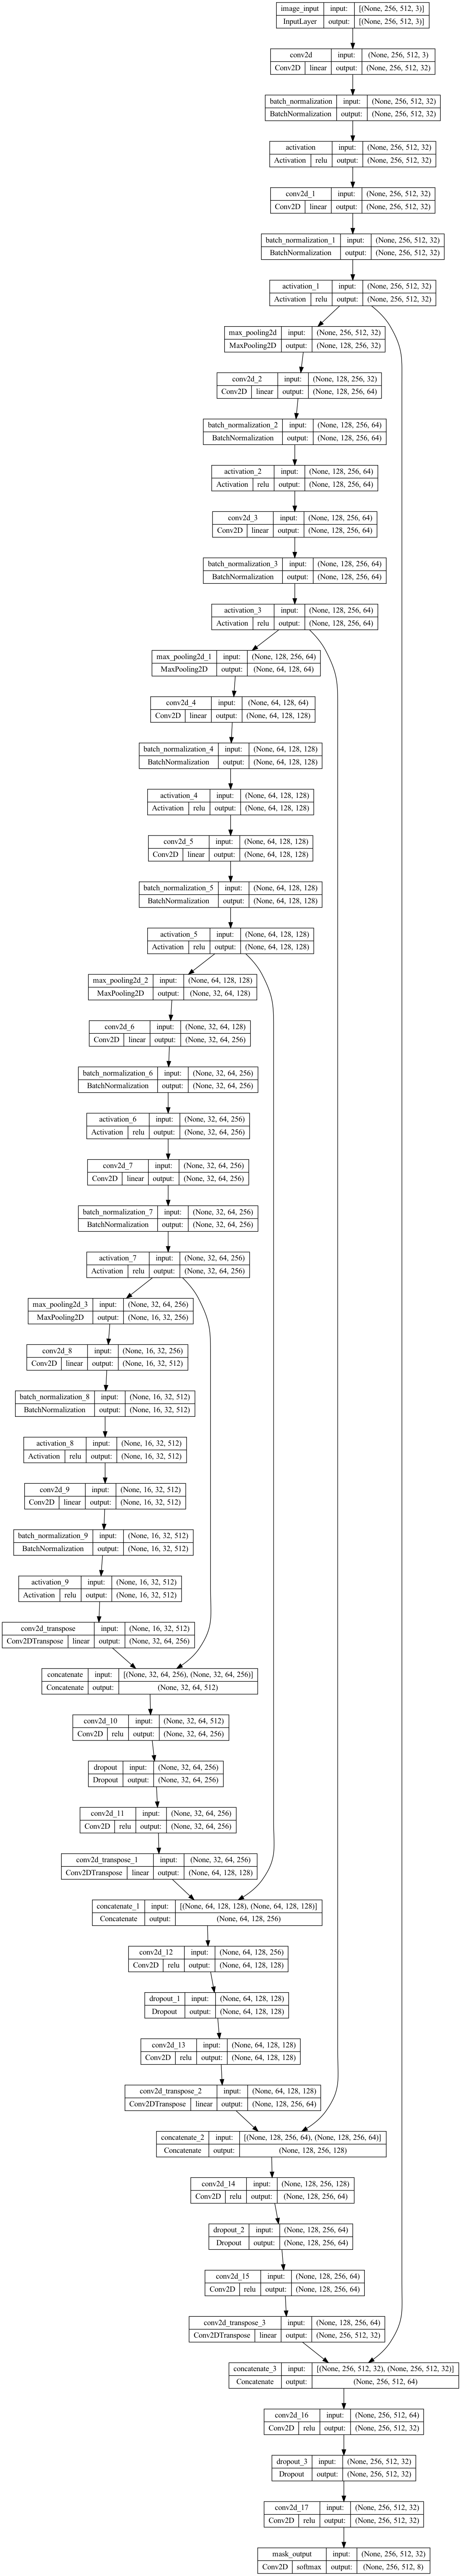 image_input input: [(None, 256, 512, 3)]
InputLayer output: [(None, 256, 512, 3)]
conv2d input: (None, 256, 512, 3)
Conv2D linear output: (None, 256, 512, 32)
batch_normalization input: (None, 256, 512, 32)
BatchNormalization output: (None, 256, 512, 32)
activation input: (None, 256, 512, 32)
Activation relu output: (None, 256, 512, 32)
conv2d_1 input: (None, 256, 512, 32)
Conv2D linear output: (None, 256, 512, 32)
batch_normalization_1 input: (None, 256, 512, 32)
BatchNormalization output: (None, 256, 512, 32)
activation_1 input: (None, 256, 512, 32)
Activation relu output: (None, 256, 512, 32)
max_pooling2d input: (None, 256, 512, 32)
MaxPooling2D output: (None, 128, 256, 32)
conv2d_2 input: (None, 128, 256, 32)
Conv2D linear output: (None, 128, 256, 64)
batch_normalization_2 input: (None, 128, 256, 64)
BatchNormalization output: (None, 128, 256, 64)
activation_2 input: (None, 128, 256, 64)
Activation relu output: (None, 128, 256, 64)
conv2d_3 input: (None, 128, 256, 64)
Conv2D linear output: (None, 128, 256, 64)
batch_normalization_3 input: (None, 128, 256, 64)
BatchNormalization output: (None, 128, 256, 64)
activation_3 input: (None, 128, 256, 64)
Activation relu output: (None, 128, 256, 64)
max_pooling2d_1 input: (None, 128, 256, 64)
MaxPooling2D output: (None, 64, 128, 64)
conv2d_4 input: (None, 64, 128, 64)
Conv2D linear output: (None, 64, 128, 128)
batch_normalization_4 input: (None, 64, 128, 128)
BatchNormalization output: (None, 64, 128, 128)
activation_4 input: (None, 64, 128, 128)
Activation relu output: (None, 64, 128, 128)
conv2d_5 input: (None, 64, 128, 128)
Conv2D linear output: (None, 64, 128, 128)
batch_normalization_5 input: (None, 64, 128, 128)
BatchNormalization output: (None, 64, 128, 128)
activation_5 input: (None, 64, 128, 128)
Activation relu output: (None, 64, 128, 128)
max_pooling2d_2 input: (None, 64, 128, 128)
MaxPooling2D output: (None, 32, 64, 128)
conv2d_6 input: (None, 32, 64, 128)
Conv2D linear output: (None, 32, 64, 256)
batch_normalization_6 input: (None, 32, 64, 256)
BatchNormalization output: (None, 32, 64, 256)
activation_6 input: (None, 32, 64, 256)
Activation relu output: (None, 32, 64, 256)
conv2d_7 input: (None, 32, 64, 256)
Conv2D linear output: (None, 32, 64, 256)
batch_normalization_7 input: (None, 32, 64, 256)
BatchNormalization output: (None, 32, 64, 256)
activation_7 input: (None, 32, 64, 256)
Activation relu output: (None, 32, 64, 256)
max_pooling2d_3 input: (None, 32, 64, 256)
MaxPooling2D output: (None, 16, 32, 256)
conv2d_8 input: (None, 16, 32, 256)
Conv2D linear output: (None, 16, 32, 512)
batch_normalization_8 input: (None, 16, 32, 512)
BatchNormalization output: (None, 16, 32, 512)
activation_8 input: (None, 16, 32, 512)
Activation relu output: (None, 16, 32, 512)
conv2d_9 input: (None, 16, 32, 512)
Conv2D linear output: (None, 16, 32, 512)
batch_normalization_9 input: (None, 16, 32, 512)
BatchNormalization output: (None, 16, 32, 512)
activation_9 input: (None, 16, 32, 512)
Activation relu output: (None, 16, 32, 512)
conv2d_transpose input: (None, 16, 32, 512)
Conv2DTranspose linear output: (None, 32, 64, 256)
concatenate input: [(None, 32, 64, 256), (None, 32, 64, 256)]
Concatenate output: (None, 32, 64, 512)
conv2d_10 input: (None, 32, 64, 512)
Conv2D relu output: (None, 32, 64, 256)
dropout input: (None, 32, 64, 256)
Dropout output: (None, 32, 64, 256)
conv2d_11 input: (None, 32, 64, 256)
Conv2D relu output: (None, 32, 64, 256)
conv2d_transpose_1 input: (None, 32, 64, 256)
Conv2DTranspose linear output: (None, 64, 128, 128)
concatenate_1 input: [(None, 64, 128, 128), (None, 64, 128, 128)]
Concatenate output: (None, 64, 128, 256)
conv2d_12 input: (None, 64, 128, 256)
Conv2D relu output: (None, 64, 128, 128)
dropout_1 input: (None, 64, 128, 128)
Dropout output: (None, 64, 128, 128)
conv2d_13 input: (None, 64, 128, 128)
Conv2D relu output: (None, 64, 128, 128)
conv2d_transpose_2 input: (None, 64, 128, 128)
Conv2DTranspose linear output: (None, 128, 256, 64)
concatenate_2 input: [(None, 128, 256, 64), (None, 128, 256, 64)]
Concatenate output: (None, 128, 256, 128)
conv2d_14 input: (None, 128, 256, 128)
Conv2D relu output: (None, 128, 256, 64)
dropout_2 input: (None, 128, 256, 64)
Dropout output: (None, 128, 256, 64)
conv2d_15 input: (None, 128, 256, 64)
Conv2D relu output: (None, 128, 256, 64)
conv2d_transpose_3 input: (None, 128, 256, 64)
Conv2DTranspose linear output: (None, 256, 512, 32)
concatenate_3 input: [(None, 256, 512, 32), (None, 256, 512, 32)]
Concatenate output: (None, 256, 512, 64)
conv2d_16 input: (None, 256, 512, 64)
Conv2D relu output: (None, 256, 512, 32)
dropout_3 input: (None, 256, 512, 32)
Dropout output: (None, 256, 512, 32)
conv2d_17 input: (None, 256, 512, 32)
Conv2D relu output: (None, 256, 512, 32)
mask_output input: (None, 256, 512, 32)
Conv2D softmax output: (None, 256, 512, 8)